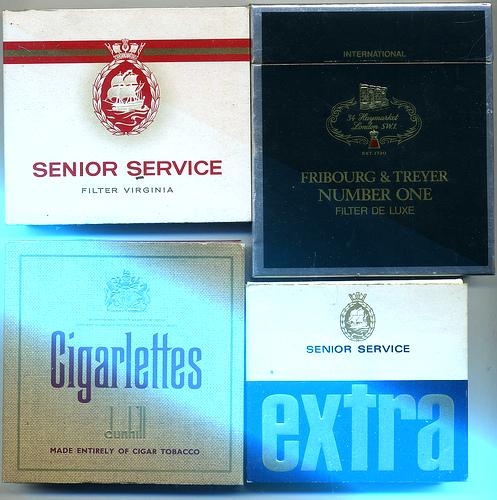 SENIOR SERVICE
FILTER VIRGINIA
INTERNATIONAL
34 Haymarket
London SW1.
EST. 1720
FRIBOURG & TREYER
NUMBER ONE
FILTER DE LUXE
Cigarlettes
dunhill
MADE ENTIRELY OF CIGAR TOBACCO
SENIOR SERVICE
extra